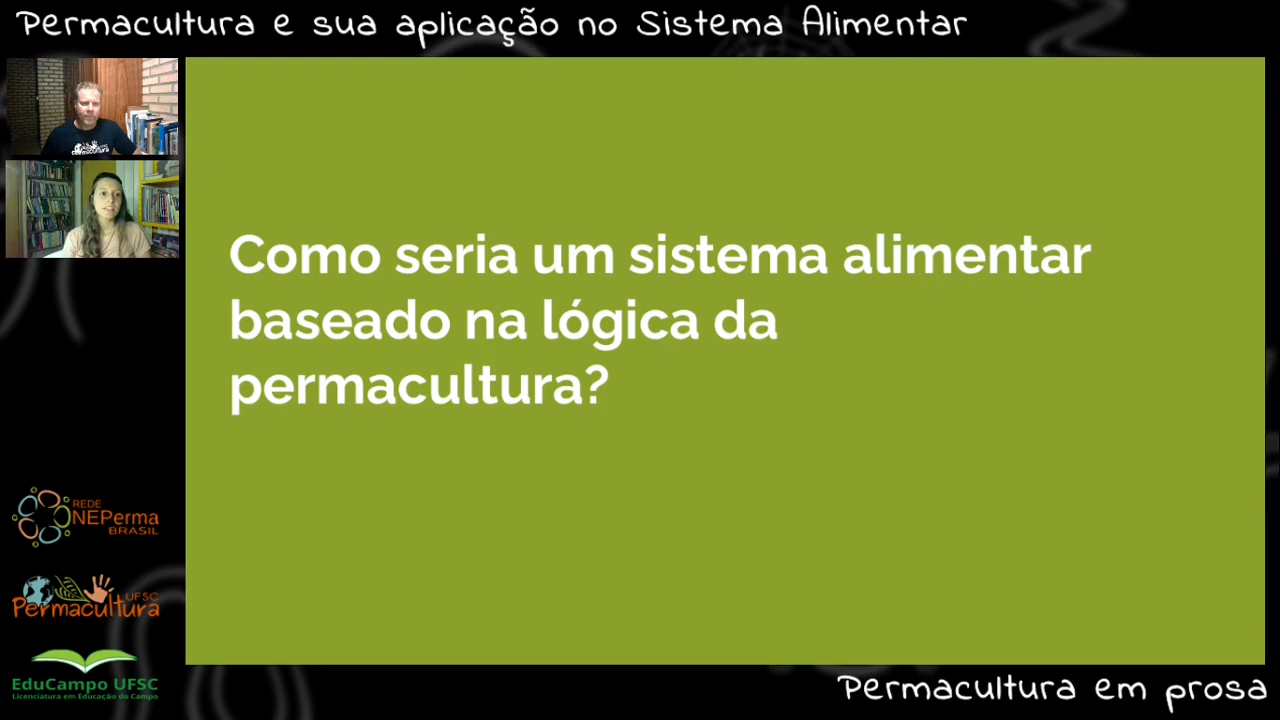 Permacultura e sua aplicação no Sistema Alimentar
Como seria um sistema alimentar
baseado na lógica da
permacultura?
REDE
NEPerma
BRASIL
UFSC
Permacultura
EduCampo UFSC
Licenciatura em Educação do Campo
Permacultura em prosa